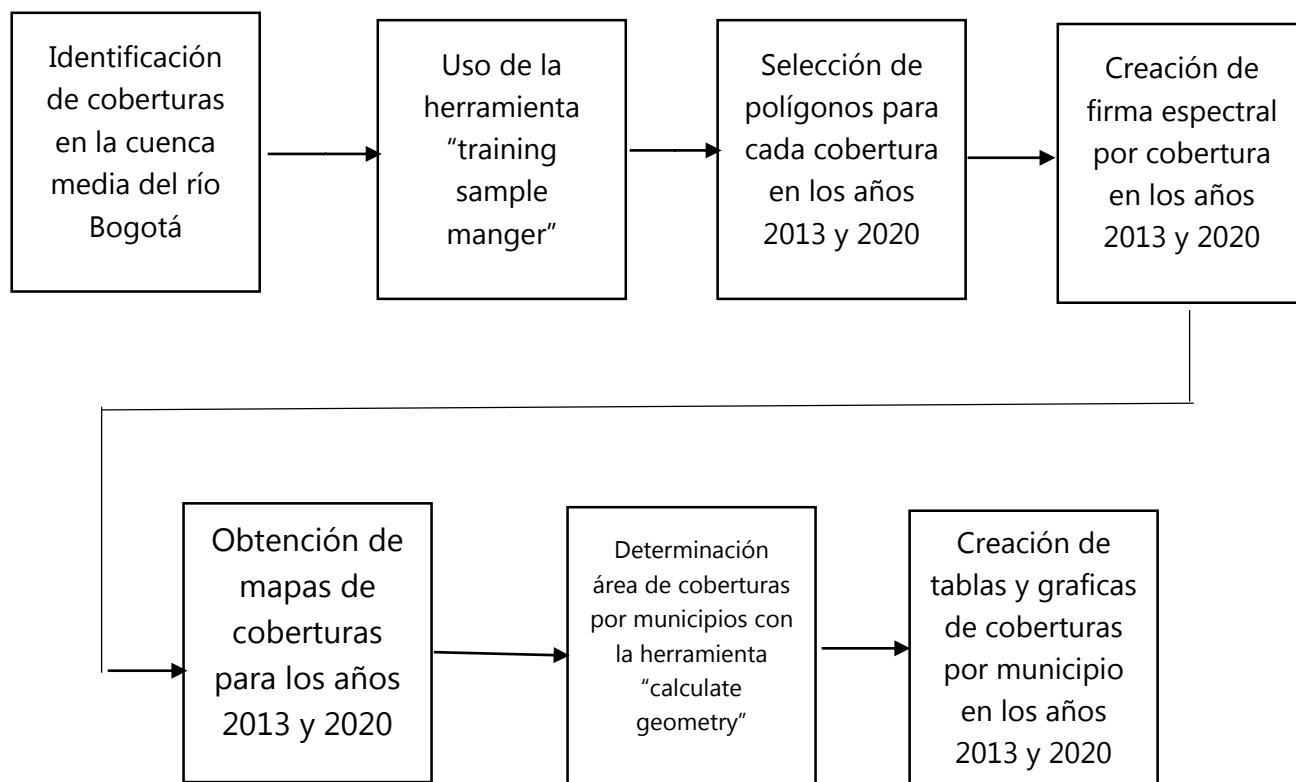 Identificación
de coberturas
en la cuenca
media del río
Bogotá
Uso de la
herramienta
“training
sample
manger”
Selección de
polígonos para
cada cobertura
en los años
2013 y 2020
Creación de
firma espectral
por cobertura
en los años
2013 y 2020
Obtención de
mapas de
coberturas
para los años
2013 y 2020
Determinación
área de coberturas
por municipios con
la herramienta
“calculate
geometry”
Creación de
tablas y graficas
de coberturas
por municipio
en los años
2013 y 2020